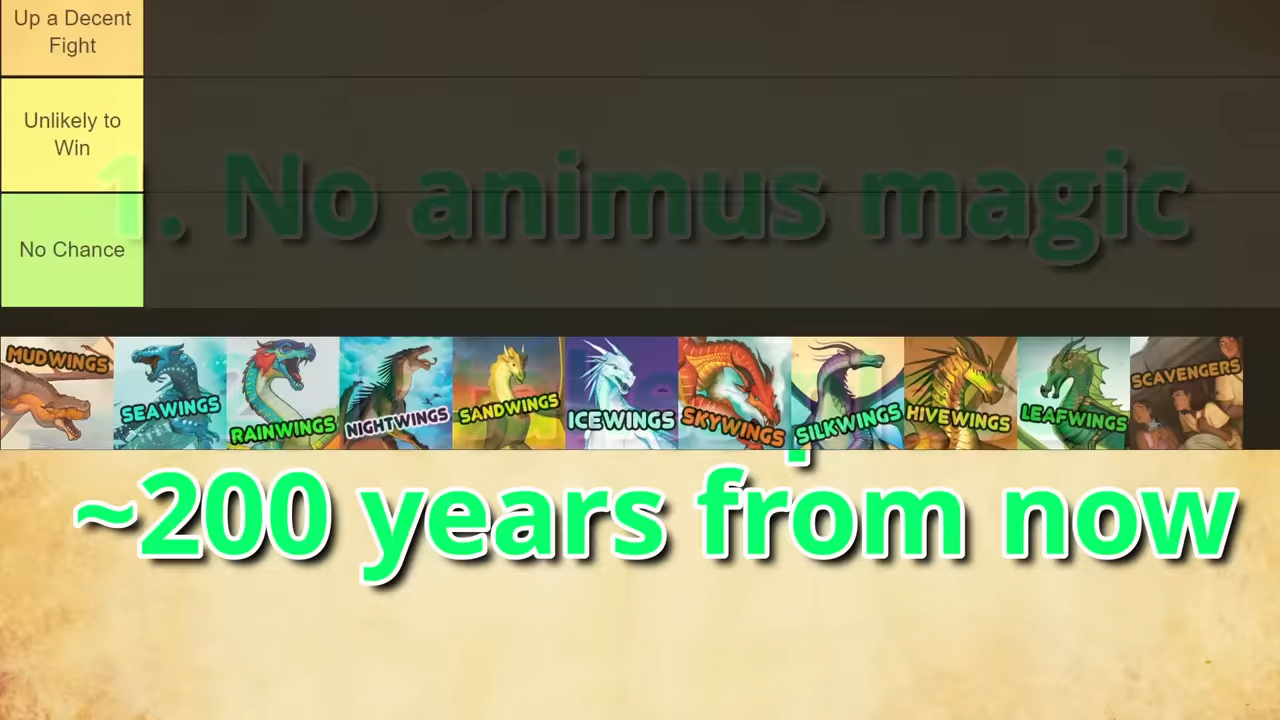 Up a Decent
Fight
Unlikely to
Win
1. No animus magic
No Chance
MUDWINGS
SEAWINGS
RAINWINGS
NIGHTWINGS
SANDWINGS
ICEWINGS
SKYWINGS
SILKWINGS
HIVEWINGS
LEAFWINGS
SCAVENGERS
~200 years from now